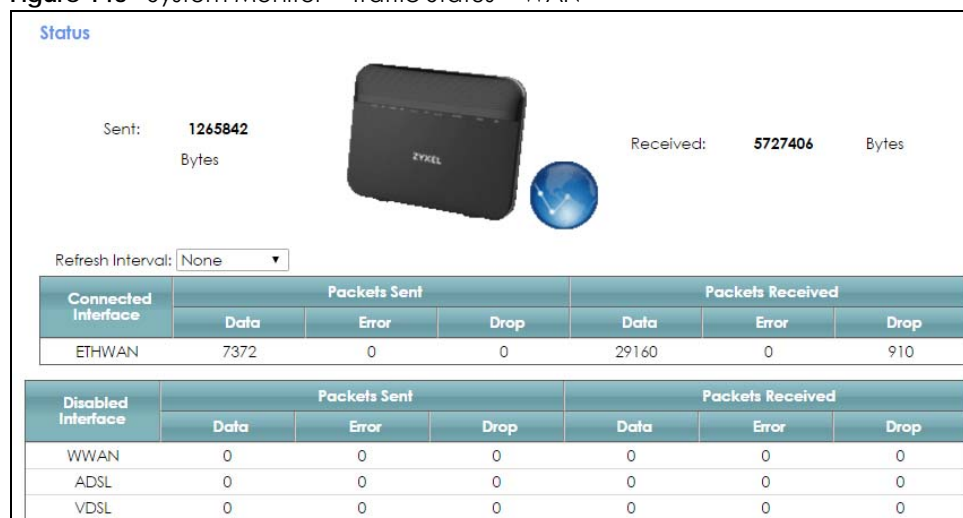 Status
Sent: 1265842
Bytes
ZYXEL
Received: 5727406 Bytes
Refresh Interval: None
Connected Interface Packets Sent Packets Received
Data Error Drop Data Error Drop
ETHWAN 7372 0 0 29160 0 910
Disabled Interface Packets Sent Packets Received
Data Error Drop Data Error Drop
WWAN 0 0 0 0 0 0
ADSL 0 0 0 0 0 0
VDSL 0 0 0 0 0 0